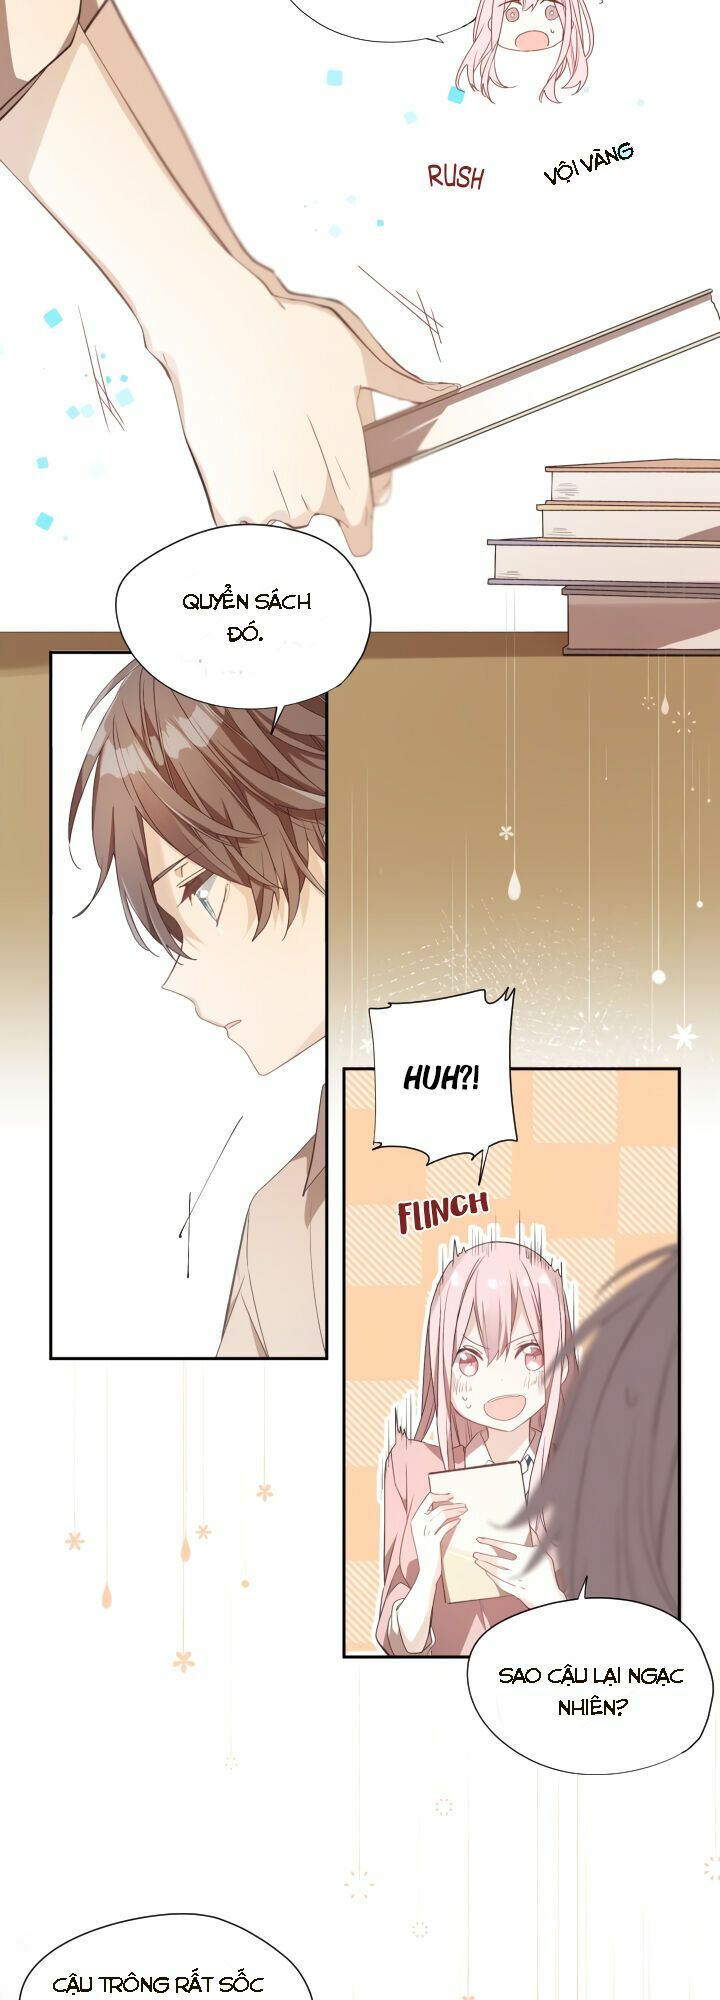 RUSH
VỘI VÀNG
QUYỂN SÁCH
ĐÓ.
HUH?!
FLINCH
SAO CẬU LẠI NGẠC
NHIÊN?
CẬU TRÔNG RẤT SỐC